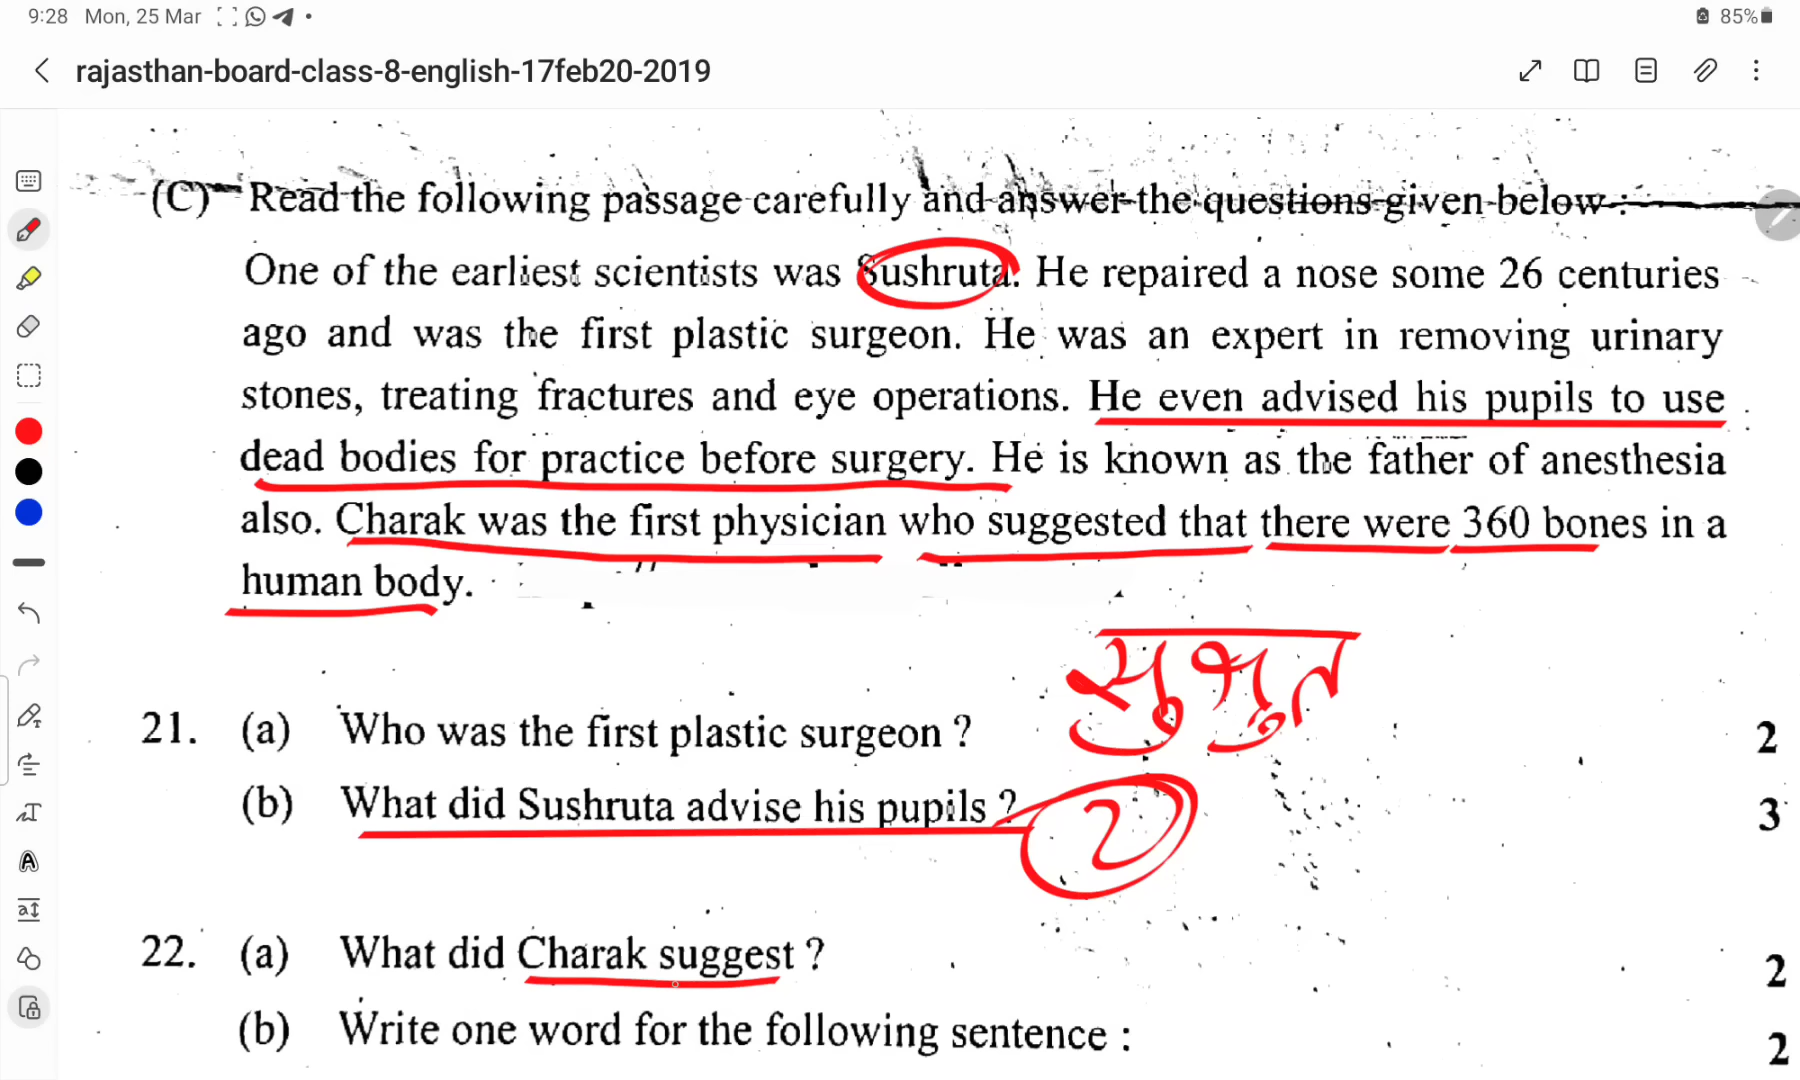 9:28 Mon, 25 Mar
85%
rajasthan-board-class-8-english-17feb20-2019
(C) Read the following passage carefully and answer the questions given below :
One of the earliest scientists was Sushruta. He repaired a nose some 26 centuries
ago and was the first plastic surgeon. He was an expert in removing urinary
stones, treating fractures and eye operations. He even advised his pupils to use
dead bodies for practice before surgery. He is known as the father of anesthesia
also. Charak was the first physician who suggested that there were 360 bones in a
human body.
सुश्रुत
21. (a) Who was the first plastic surgeon ? 2
(b) What did Sushruta advise his pupils ? 2 3
22. (a) What did Charak suggest ? 2
(b) Write one word for the following sentence : 2